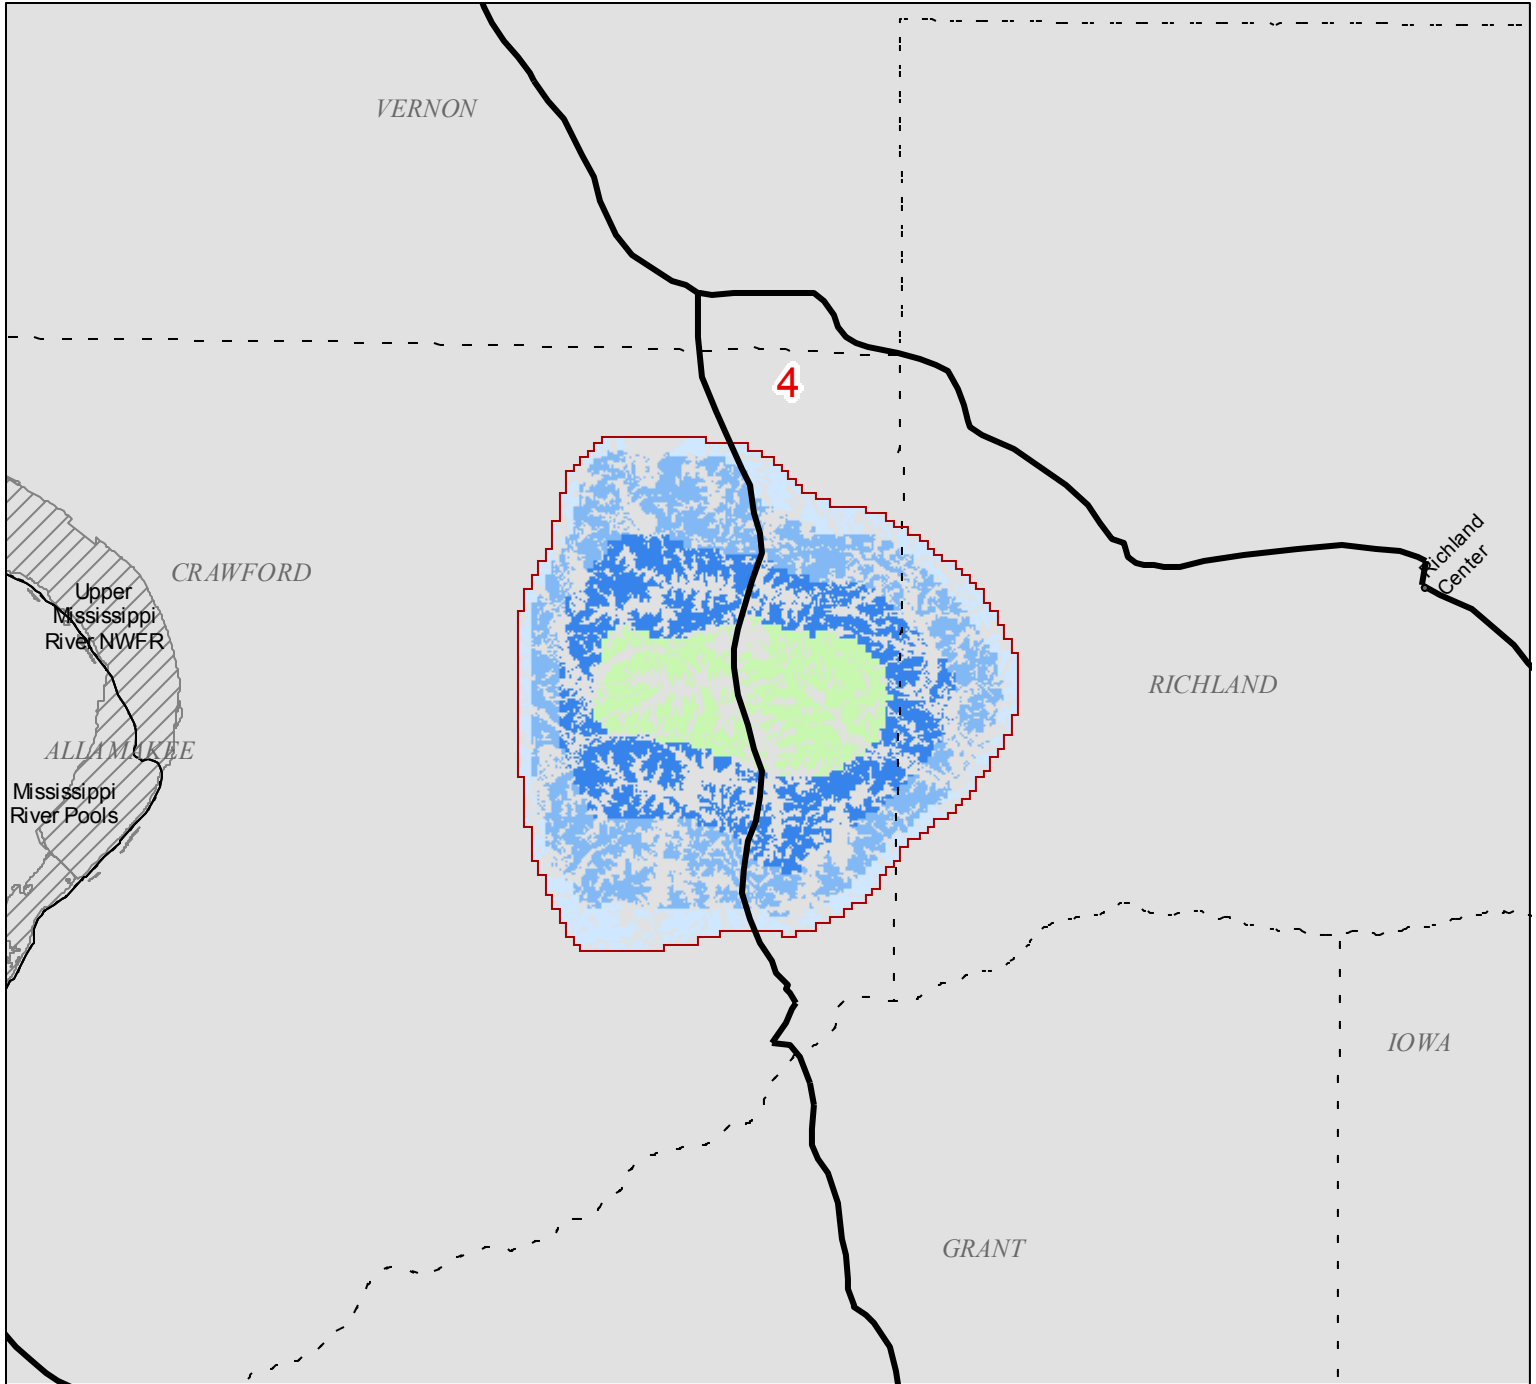 VERNON
4
CRAWFORD
Richland
Center
Upper
Mississippi
River NWFR
RICHLAND
ALLAMAKEE
Mississippi
River Pools
IOWA
GRANT